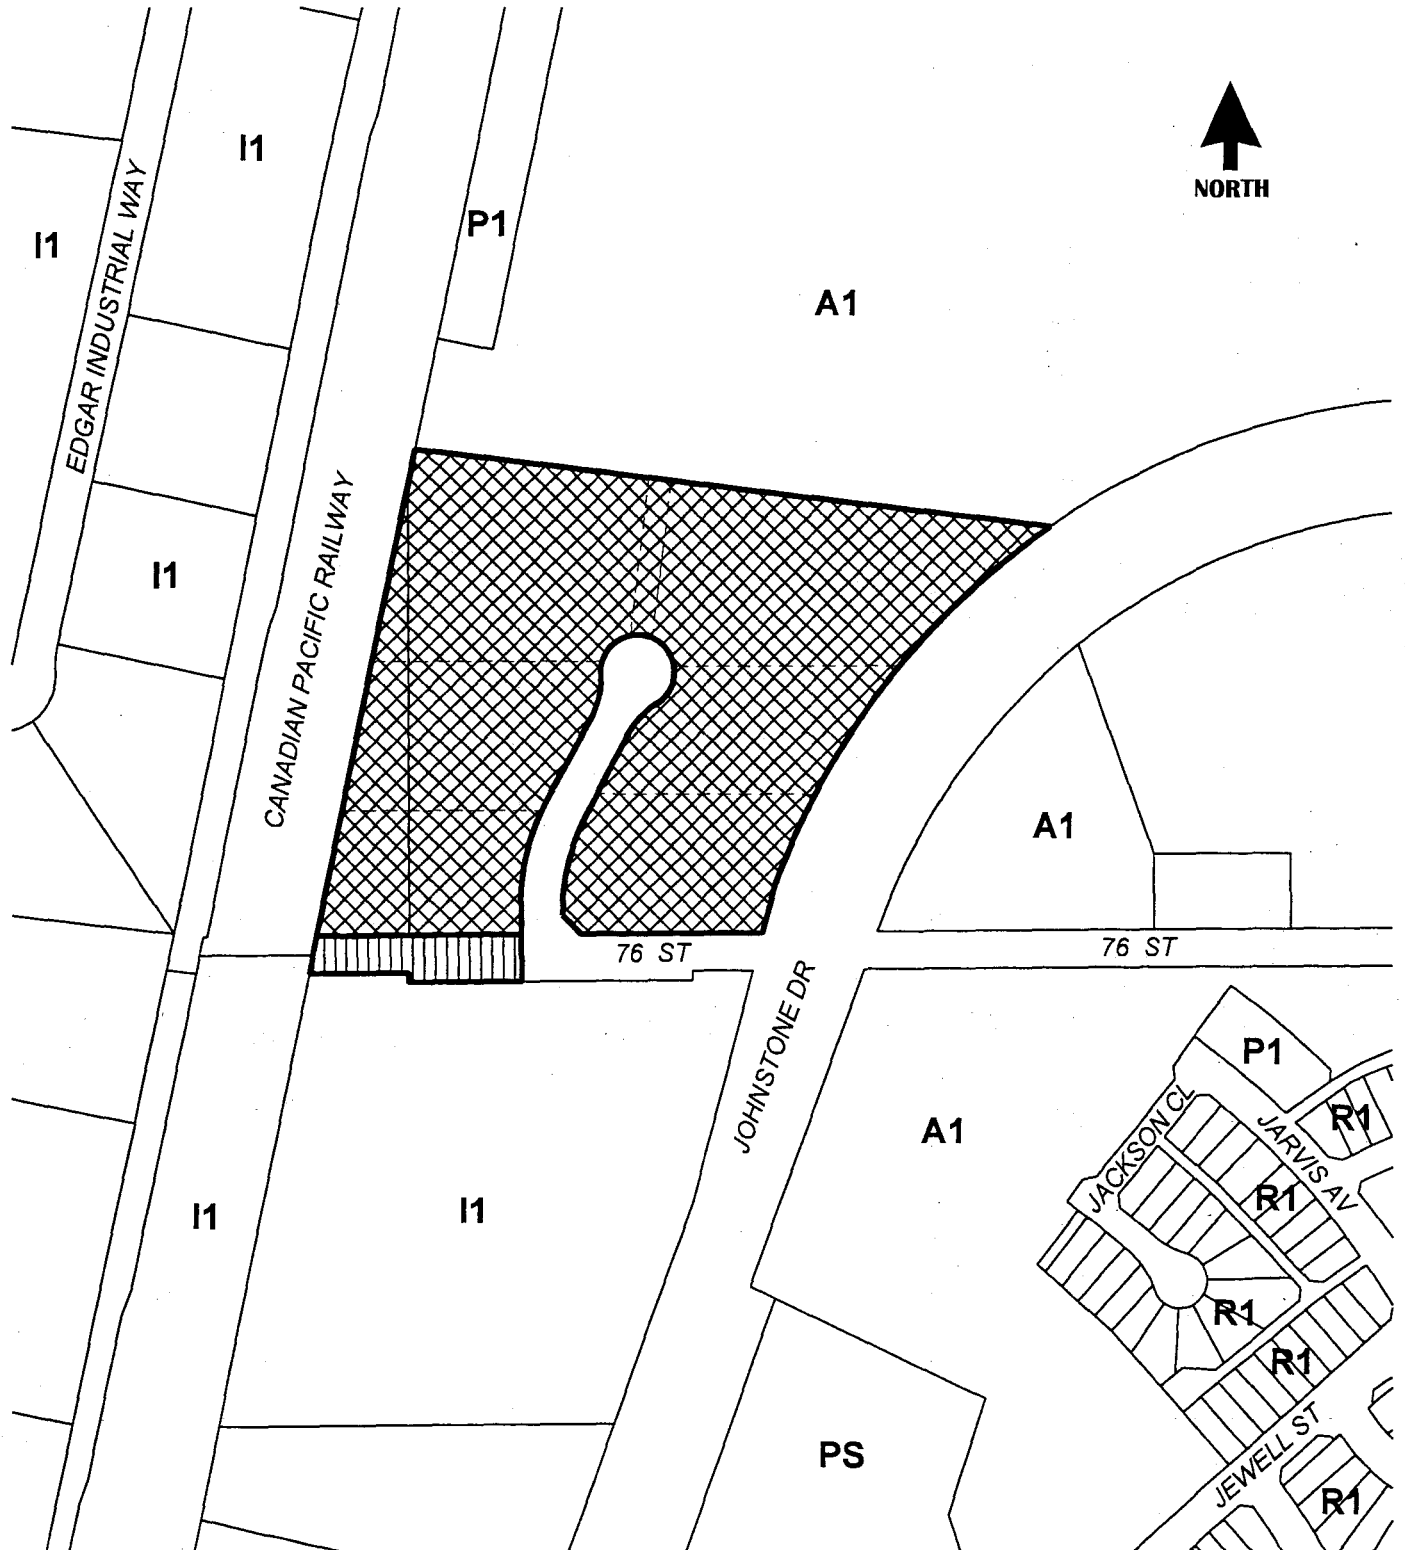 I1
NORTH
P1
I1
EDGAR INDUSTRIAL WAY
A1
CANADIAN PACIFIC RAILWAY
I1
A1
76 ST
76 ST
JOHNSTONE DR
P1
JACKSON CL
JARVIS AV
R1
A1
R1
I1
I1
R1
R1
PS
JEWELL ST
R1